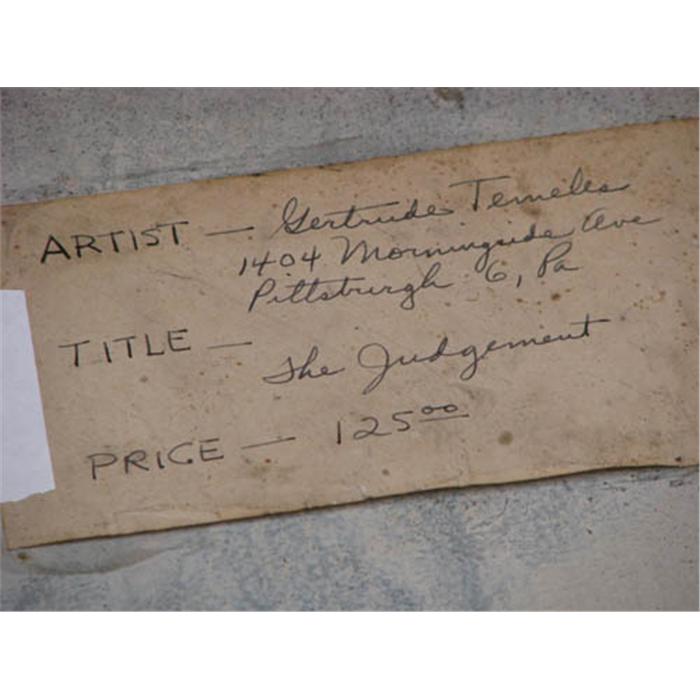 ARTIST — Gertrude Temeles
1404 Morningside Ave
Pittsburgh 6, Pa
TITLE —
The Judgement
PRICE — 12500